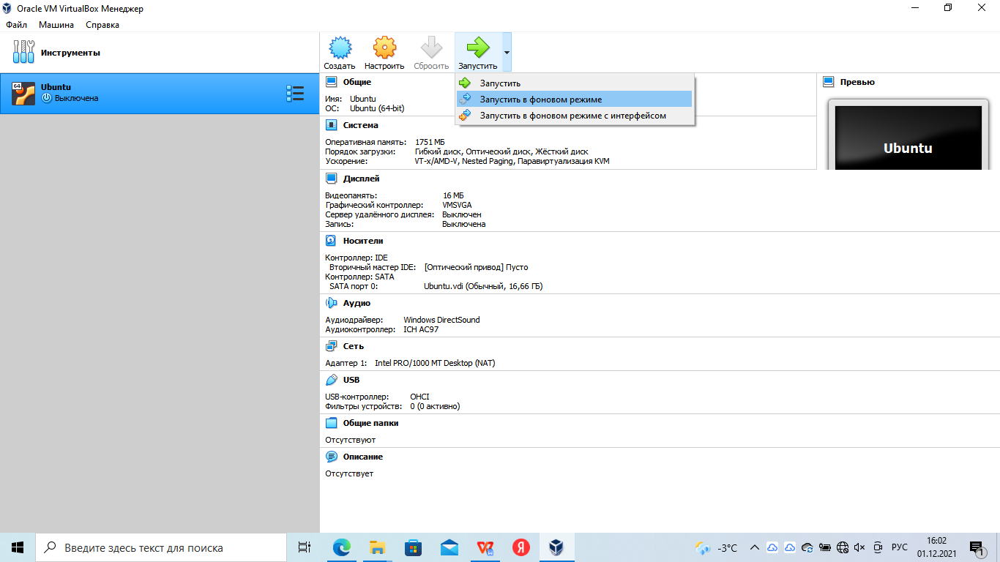 Oracle VM VirtualBox Менеджер
Файл Машина Справка
Инструменты
Создать Настроить Сбросить Запустить
64
Ubuntu
Выключена
Запустить
Запустить в фоновом режиме
Запустить в фоновом режиме с интерфейсом
Общие
Имя: Ubuntu
ОС: Ubuntu (64-bit)
Превью
Ubuntu
Система
Оперативная память: 1751 МБ
Порядок загрузки: Гибкий диск, Оптический диск, Жёсткий диск
Ускорение: VT-x/AMD-V, Nested Paging, Паравиртуализация KVM
Дисплей
Видеопамять: 16 МБ
Графический контроллер: VMSVGA
Сервер удалённого дисплея: Выключен
Запись: Выключена
Носители
Контроллер: IDE
Вторичный мастер IDE: [Оптический привод] Пусто
Контроллер: SATA
SATA порт 0: Ubuntu.vdi (Обычный, 16,66 ГБ)
Аудио
Аудиодрайвер: Windows DirectSound
Аудиоконтроллер: ICH AC97
Сеть
Адаптер 1: Intel PRO/1000 MT Desktop (NAT)
USB
USB-контроллер: OHCI
Фильтры устройств: 0 (0 активно)
Общие папки
Отсутствуют
Описание
Отсутствует
Введите здесь текст для поиска
Я
-3°C
РУС
16:02
01.12.2021
1